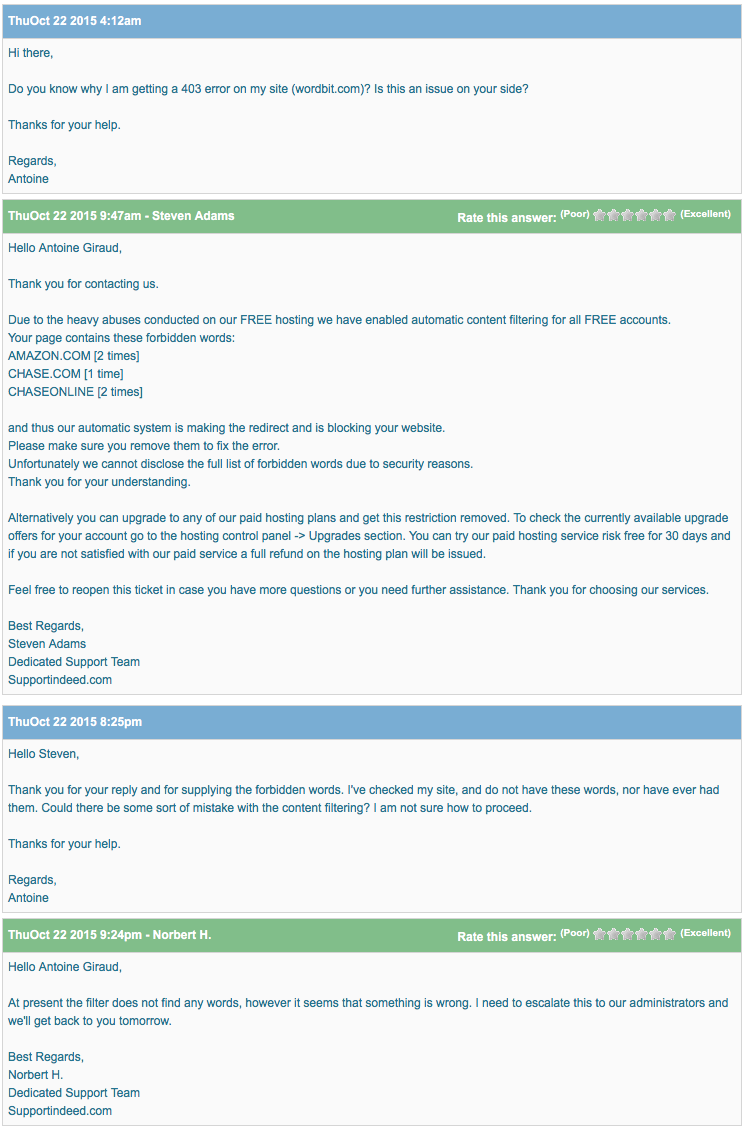 ThuOct 22 2015 4:12am
Hi there,
Do you know why I am getting a 403 error on my site (wordbit.com)? Is this an issue on your side?
Thanks for your help.
Regards,
Antoine
ThuOct 22 2015 9:47am - Steven Adams
Rate this answer: (Poor) (Excellent)
Hello Antoine Giraud,
Thank you for contacting us.
Due to the heavy abuses conducted on our FREE hosting we have enabled automatic content filtering for all FREE accounts.
Your page contains these forbidden words:
AMAZON.COM [2 times]
CHASE.COM [1 time]
CHASEONLINE [2 times]
and thus our automatic system is making the redirect and is blocking your website.
Please make sure you remove them to fix the error.
Unfortunately we cannot disclose the full list of forbidden words due to security reasons.
Thank you for your understanding.
Alternatively you can upgrade to any of our paid hosting plans and get this restriction removed. To check the currently available upgrade
offers for your account go to the hosting control panel -> Upgrades section. You can try our paid hosting service risk free for 30 days and
if you are not satisfied with our paid service a full refund on the hosting plan will be issued.
Feel free to reopen this ticket in case you have more questions or you need further assistance. Thank you for choosing our services.
Best Regards,
Steven Adams
Dedicated Support Team
Supportindeed.com
ThuOct 22 2015 8:25pm
Hello Steven,
Thank you for your reply and for supplying the forbidden words. I've checked my site, and do not have these words, nor have ever had
them. Could there be some sort of mistake with the content filtering? I am not sure how to proceed.
Thanks for your help.
Regards,
Antoine
ThuOct 22 2015 9:24pm - Norbert H.
Rate this answer: (Poor) (Excellent)
Hello Antoine Giraud,
At present the filter does not find any words, however it seems that something is wrong. I need to escalate this to our administrators and
we'll get back to you tomorrow.
Best Regards,
Norbert H.
Dedicated Support Team
Supportindeed.com